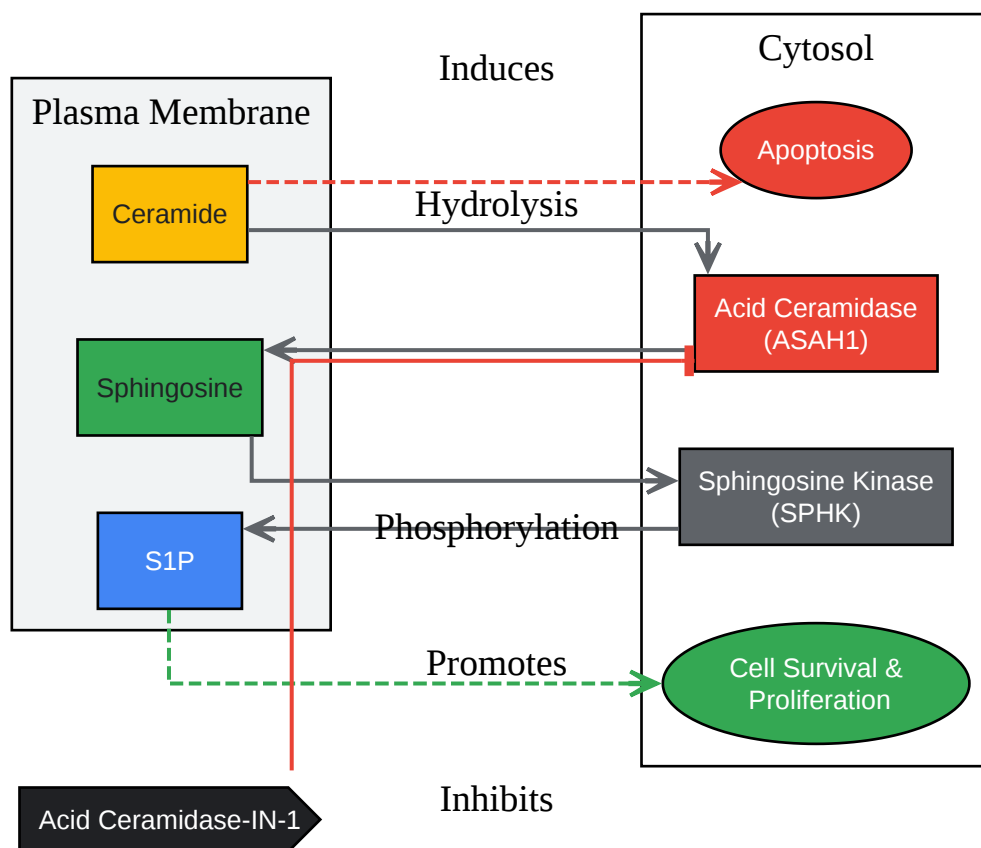 Cytosol
Induces
Plasma Membrane
Apoptosis
Ceramide
Hydrolysis
Acid Ceramidase
(ASAH1)
Sphingosine
Sphingosine Kinase
(SPHK)
Phosphorylation
S1P
Promotes
Cell Survival &
Proliferation
Inhibits
Acid Ceramidase-IN-1